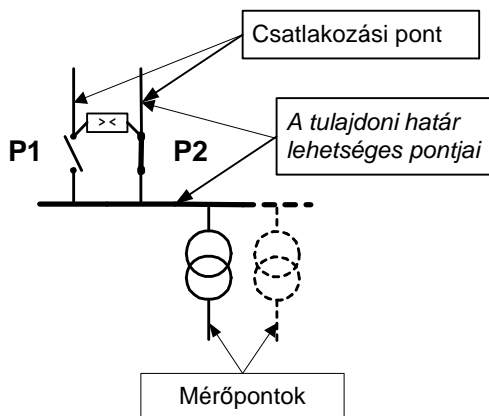 Csatlakozási pont
> <
P1
P2
A tulajdoni határ
lehetséges pontjai
Mérőpontok